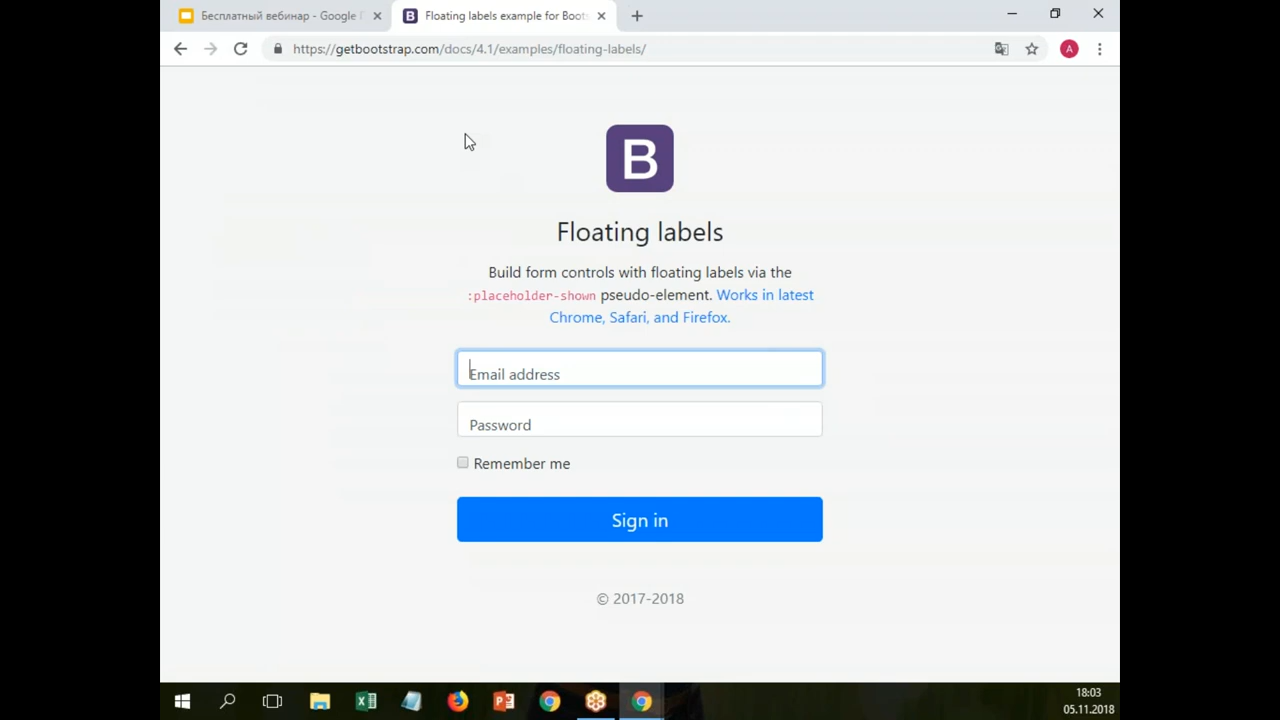 Бесплатный вебинар - Google
Floating labels example for Boots
https://getbootstrap.com/docs/4.1/examples/floating-labels/
A
B
Floating labels
Build form controls with floating labels via the
:placeholder-shown pseudo-element. Works in latest
Chrome, Safari, and Firefox.
Email address
Password
Remember me
Sign in
© 2017-2018
18:03
05.11.2018